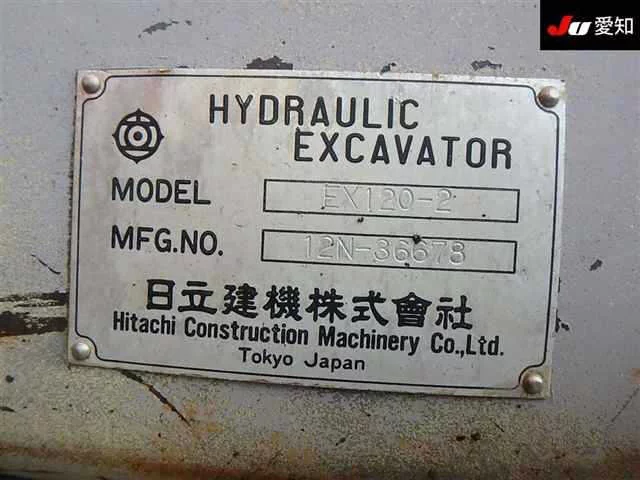 JU 愛知
HYDRAULIC
EXCAVATOR
MODEL EX120-2
MFG.NO. 12N-36678
日立建機株式會社
Hitachi Construction Machinery Co.,Ltd.
Tokyo Japan